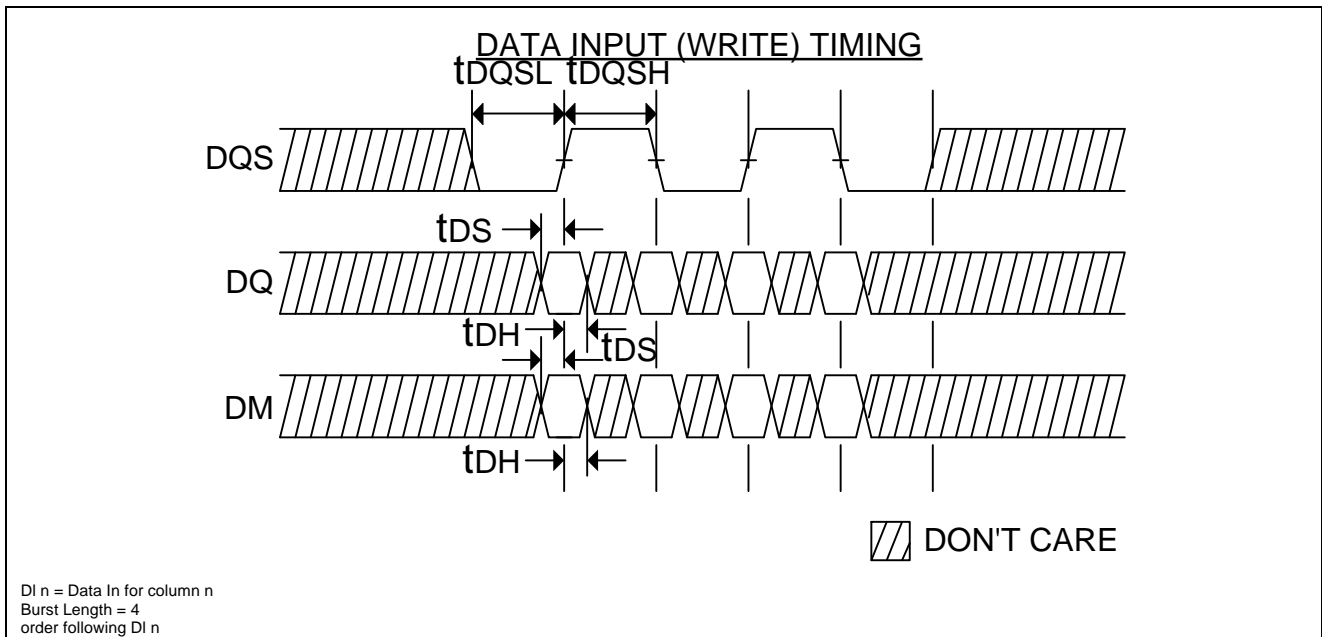 DATA INPUT (WRITE) TIMING
tDQSL tDQSH
DQS
tDS
DQ
tDH
tDS
DM
tDH
DON'T CARE
DI n = Data In for column n
Burst Length = 4
order following DI n